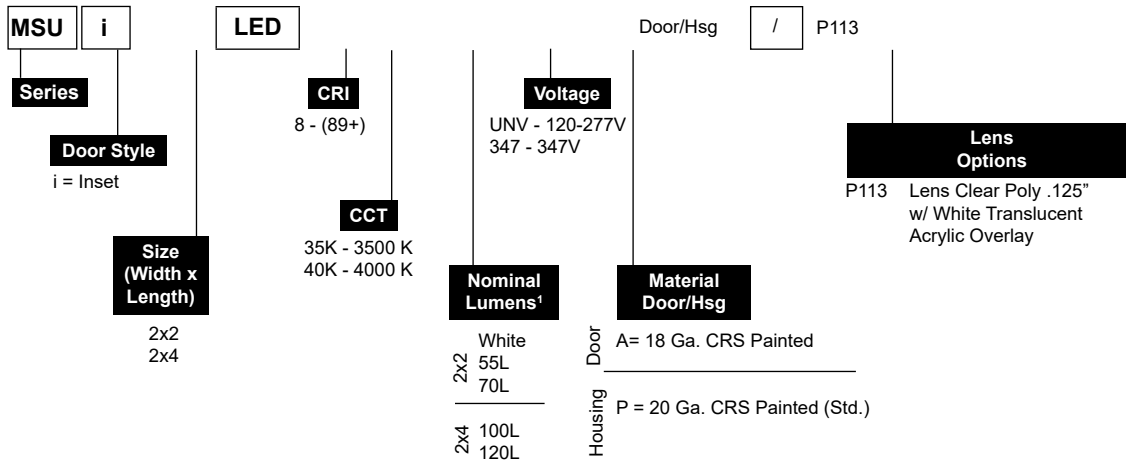 MSU i LED Door/Hsg / P113
Series
Door Style
i = Inset
Size
(Width x
Length)
2x2
2x4
CRI
8 - (89+)
CCT
35K - 3500 K
40K - 4000 K
Nominal
Lumens¹
White
2x2
55L
70L
2x4
100L
120L
Voltage
UNV - 120-277V
347 - 347V
Material
Door/Hsg
Door
A= 18 Ga. CRS Painted
Housing
P = 20 Ga. CRS Painted (Std.)
Lens
Options
P113 Lens Clear Poly .125”
w/ White Translucent
Acrylic Overlay